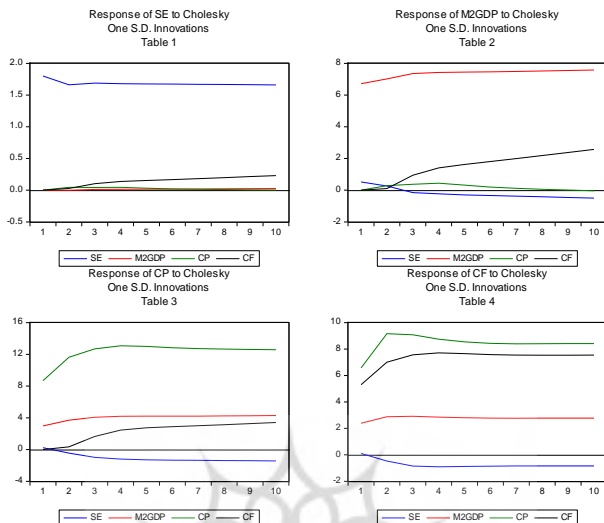 Response of SE to Cholesky
One S.D. Innovations
Table 1
2.0
1.5
1.0
0.5
0.0
-0.5
1 2 3 4 5 6 7 8 9 10
SE M2GDP CP CF
Response of M2GDP to Cholesky
One S.D. Innovations
Table 2
8
6
4
2
0
-2
1 2 3 4 5 6 7 8 9 10
SE M2GDP CP CF
Response of CP to Cholesky
One S.D. Innovations
Table 3
16
12
8
4
0
-4
1 2 3 4 5 6 7 8 9 10
SE M2GDP CP CF
Response of CF to Cholesky
One S.D. Innovations
Table 4
10
8
6
4
2
0
-2
1 2 3 4 5 6 7 8 9 10
SE M2GDP CP CF